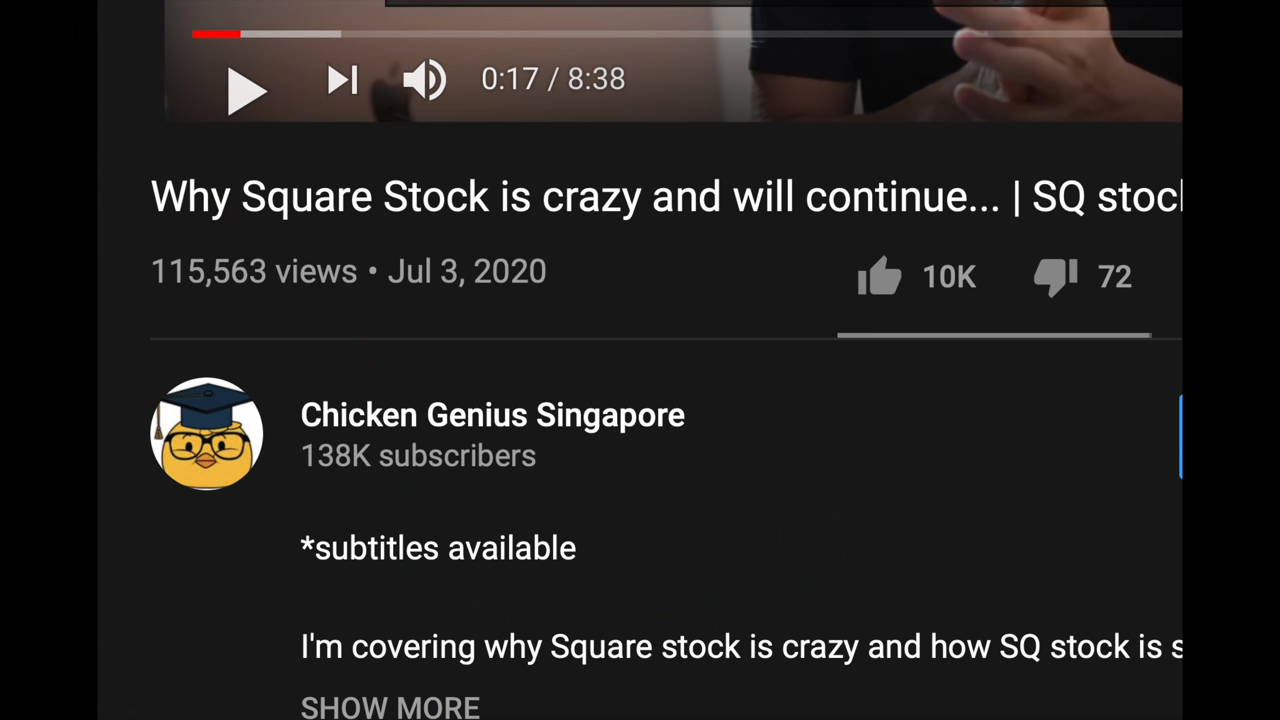 0:17 / 8:38
Why Square Stock is crazy and will continue... | SQ stock
115,563 views • Jul 3, 2020
10K
72
Chicken Genius Singapore
138K subscribers
*subtitles available
I'm covering why Square stock is crazy and how SQ stock is s
SHOW MORE